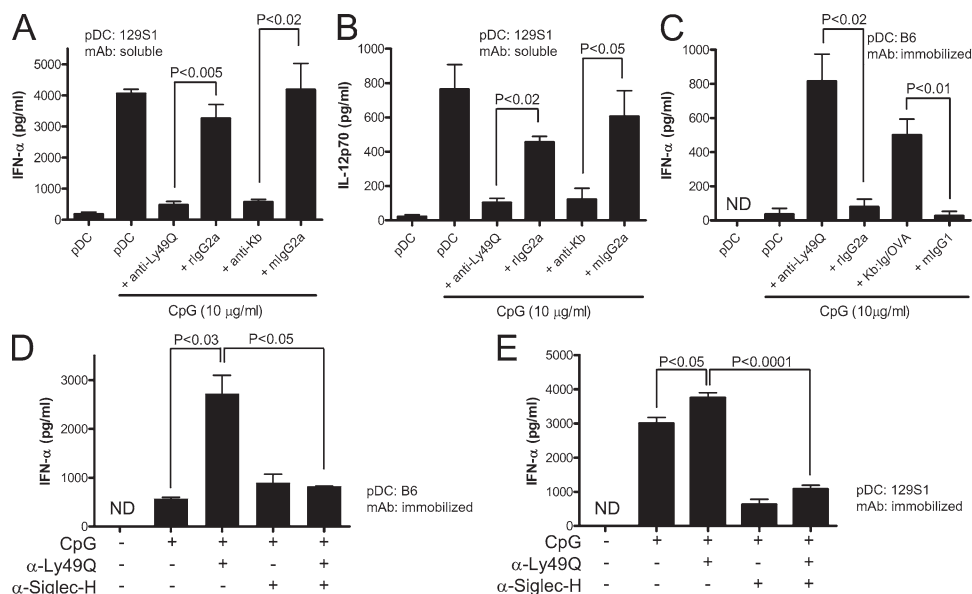 A
pDC: 129S1
mAb: soluble
P<0.02
P<0.005
IFN-α (pg/ml)
5000
4000
3000
2000
1000
0
pDC
pDC
+ anti-Ly49Q
+ rIgG2a
+ anti-Kb
+ mIgG2a
CpG (10 µg/ml)
B
pDC: 129S1
mAb: soluble
P<0.05
P<0.02
IL-12p70 (pg/ml)
1000
800
600
400
200
0
pDC
pDC
+ anti-Ly49Q
+ rIgG2a
+ anti-Kb
+ mIgG2a
CpG (10 µg/ml)
C
P<0.02
pDC: B6
mAb: immobilized
P<0.01
IFN-α (pg/ml)
1000
800
600
400
200
0
ND
pDC
pDC
+ anti-Ly49Q
+ rIgG2a
+ Kb:Ig/OVA
+ mIgG1
CpG (10µg/ml)
D
P<0.03
P<0.05
IFN-α (pg/ml)
3000
2000
1000
0
ND
pDC: B6
mAb: immobilized
CpG - + + + +
α-Ly49Q - - + - +
α-Siglec-H - - - + +
E
P<0.05
P<0.0001
IFN-α (pg/ml)
5000
4000
3000
2000
1000
0
ND
pDC: 129S1
mAb: immobilized
CpG - + + + +
α-Ly49Q - - + - +
α-Siglec-H - - - + +